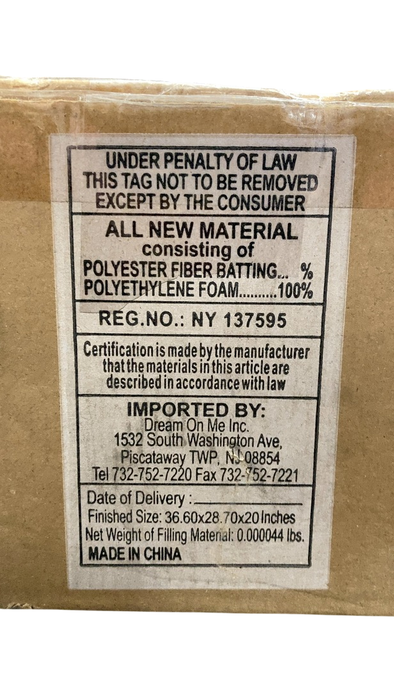 UNDER PENALTY OF LAW
THIS TAG NOT TO BE REMOVED
EXCEPT BY THE CONSUMER
ALL NEW MATERIAL
consisting of
POLYESTER FIBER BATTING... %
POLYETHYLENE FOAM..........100%
REG.NO.: NY 137595
Certification is made by the manufacturer
that the materials in this article are
described in accordance with law
IMPORTED BY:
Dream On Me Inc.
1532 South Washington Ave,
Piscataway TWP, NJ 08854
Tel 732-752-7220 Fax 732-752-7221
Date of Delivery :
Finished Size: 36.60x28.70x20 Inches
Net Weight of Filling Material: 0.000044 lbs.
MADE IN CHINA